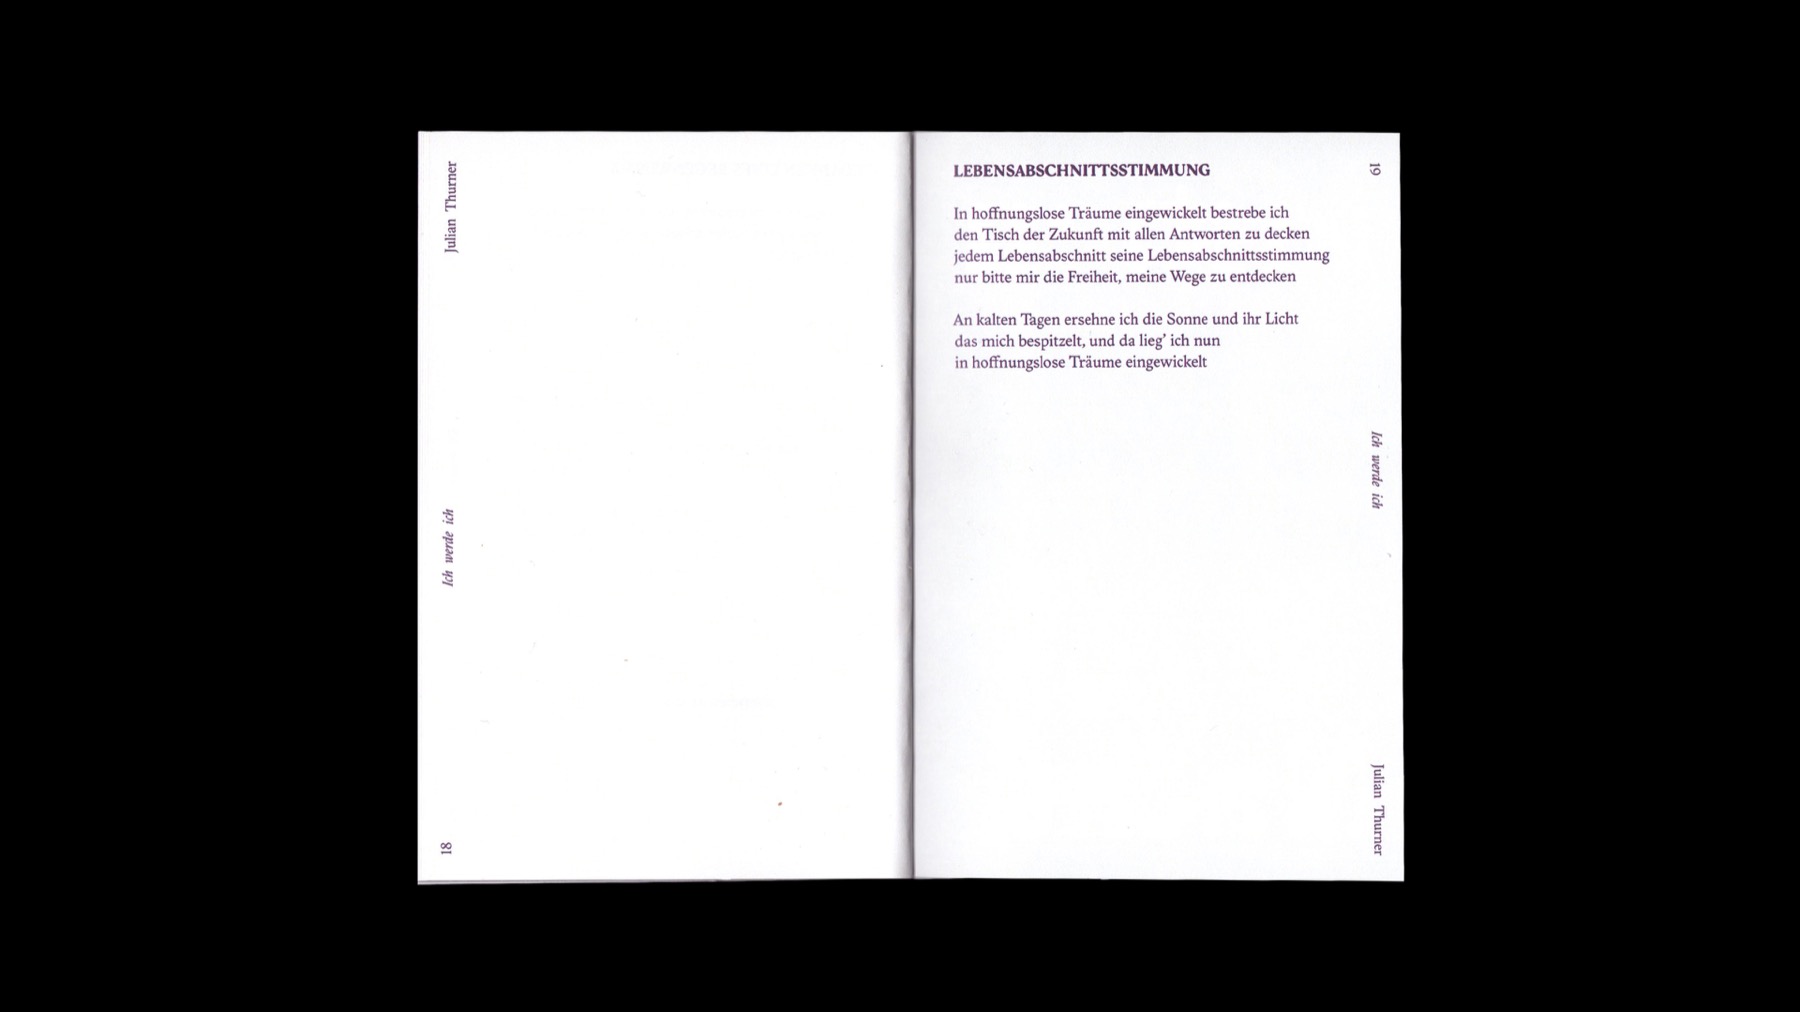 Julian Thurner
Ich werde ich
18
LEBENSABSCHNITTSSTIMMUNG
In hoffnungslose Träume eingewickelt bestrebe ich
den Tisch der Zukunft mit allen Antworten zu decken
jedem Lebensabschnitt seine Lebensabschnittsstimmung
nur bitte mir die Freiheit, meine Wege zu entdecken
An kalten Tagen ersehne ich die Sonne und ihr Licht
das mich bespitzelt, und da lieg’ ich nun
in hoffnungslose Träume eingewickelt
19
Ich werde ich
Julian Thurner